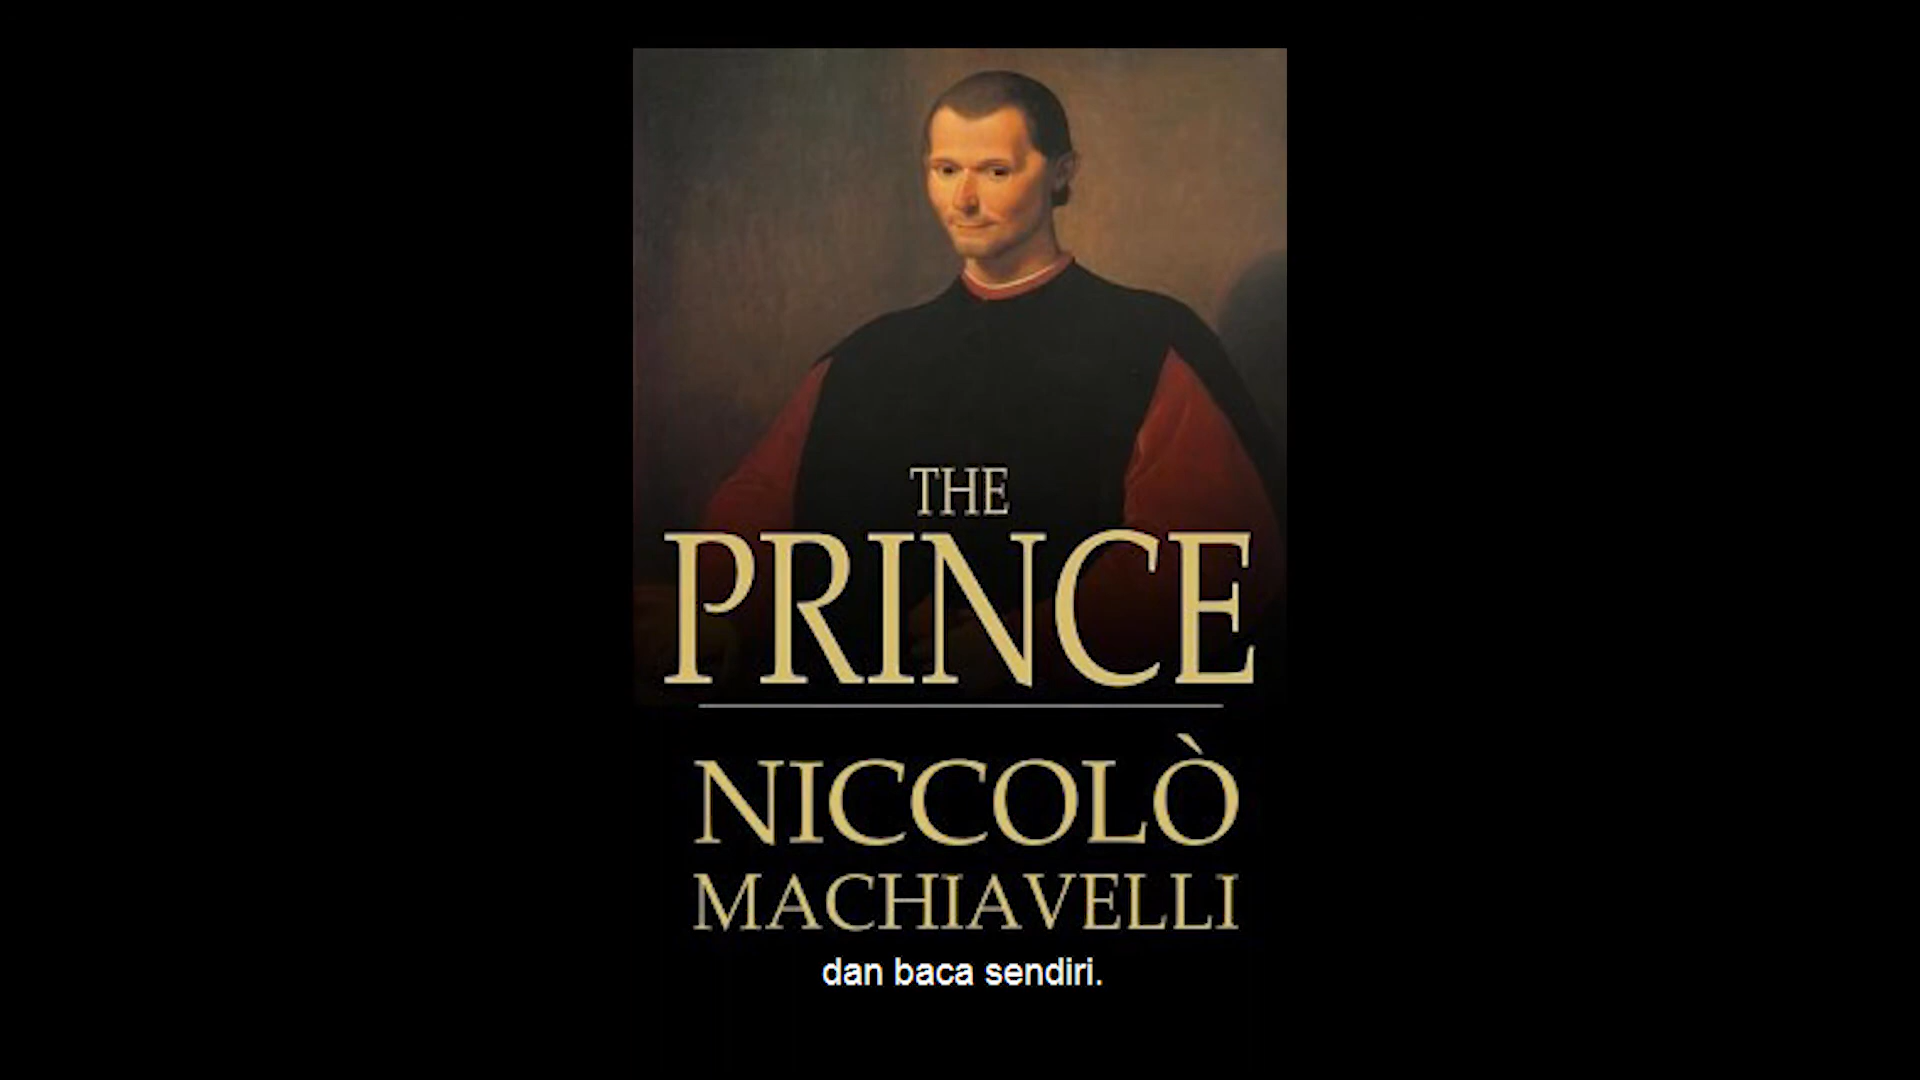 THE
PRINCE
NICCOLÒ
MACHIAVELLI
dan baca sendiri.